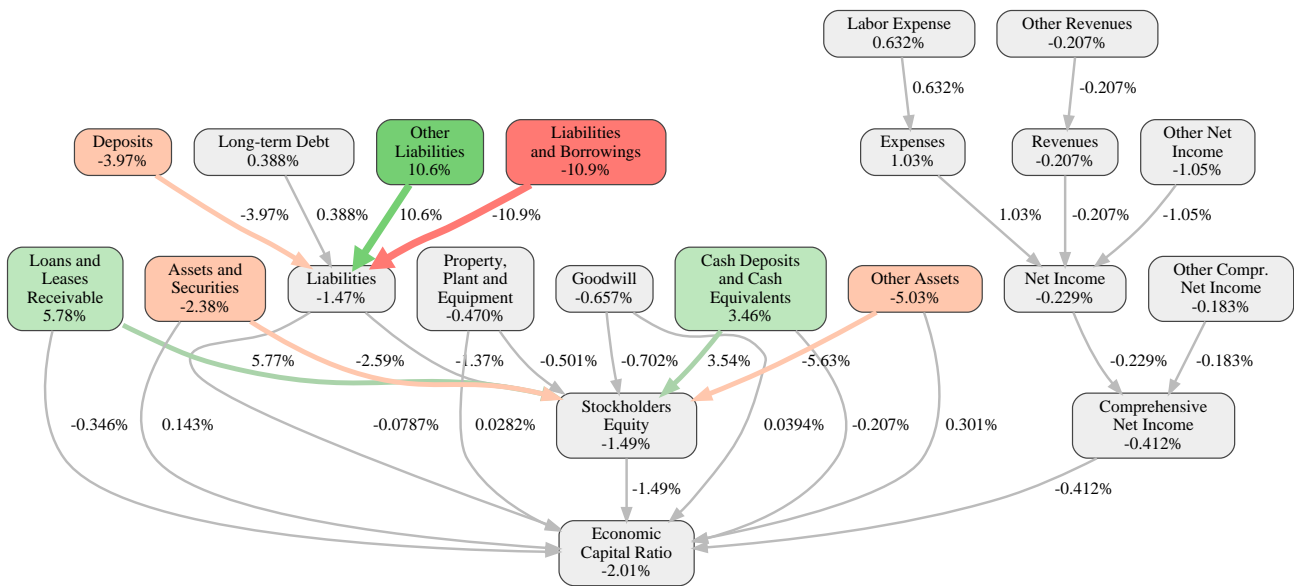 Labor Expense
0.632%
Other Revenues
-0.207%
0.632%
-0.207%
Deposits
-3.97%
Long-term Debt
0.388%
Other
Liabilities
10.6%
Liabilities
and Borrowings
-10.9%
Expenses
1.03%
Revenues
-0.207%
Other Net
Income
-1.05%
-3.97%
0.388%
10.6%
-10.9%
1.03%
-0.207%
-1.05%
Loans and
Leases
Receivable
5.78%
Assets and
Securities
-2.38%
Liabilities
-1.47%
Property,
Plant and
Equipment
-0.470%
Goodwill
-0.657%
Cash Deposits
and Cash
Equivalents
3.46%
Other Assets
-5.03%
Net Income
-0.229%
Other Compr.
Net Income
-0.183%
5.77%
-2.59%
-1.37%
-0.501%
-0.702%
3.54%
-5.63%
-0.229%
-0.183%
Stockholders
Equity
-1.49%
Comprehensive
Net Income
-0.412%
-0.346%
0.143%
-0.0787%
0.0282%
0.0394%
-0.207%
0.301%
-1.49%
-0.412%
Economic
Capital Ratio
-2.01%